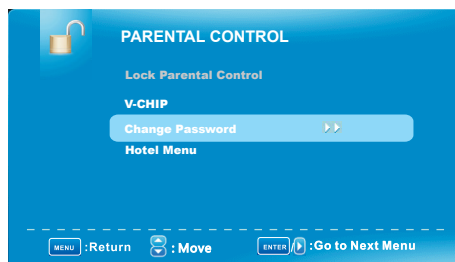 PARENTAL CONTROL
Lock Parental Control
V-CHIP
Change Password
Hotel Menu
MENU :Return : Move ENTER / :Go to Next Menu